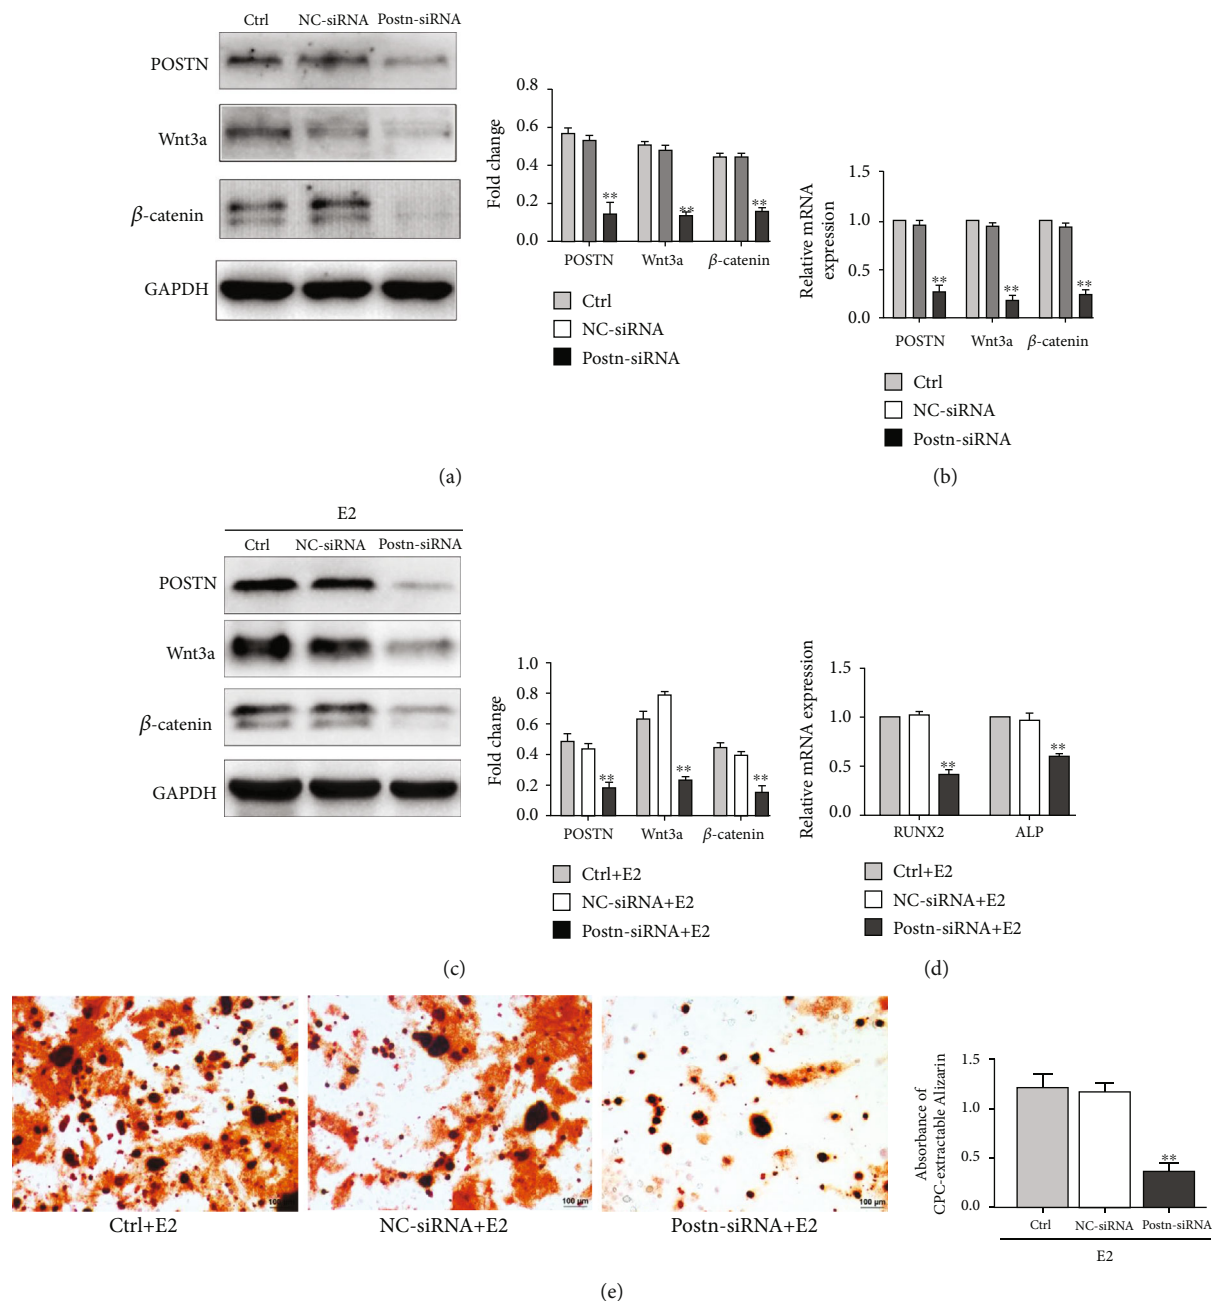 Ctrl NC-siRNA Postn-siRNA
POSTN
Wnt3a
β-catenin
GAPDH
Fold change
0.8
0.6
0.4
0.2
0.0
** ** **
POSTN Wnt3a β-catenin
Ctrl
NC-siRNA
Postn-siRNA
(a)
Relative mRNA
expression
1.5
1.0
0.5
0.0
** ** **
POSTN Wnt3a β-catenin
Ctrl
NC-siRNA
Postn-siRNA
(b)
E2
Ctrl NC-siRNA Postn-siRNA
POSTN
Wnt3a
β-catenin
GAPDH
Fold change
1.0
0.8
0.6
0.4
0.2
0.0
** ** **
POSTN Wnt3a β-catenin
Ctrl+E2
NC-siRNA+E2
Postn-siRNA+E2
(c)
Relative mRNA expression
1.5
1.0
0.5
0.0
** **
RUNX2 ALP
Ctrl+E2
NC-siRNA+E2
Postn-siRNA+E2
(d)
100 μm
100 μm
Ctrl+E2 NC-siRNA+E2 Postn-siRNA+E2
Absorbance of
CPC-extractable Alizarin
1.5
1.0
0.5
0.0
**
Ctrl NC-siRNA Postn-siRNA
E2
(e)